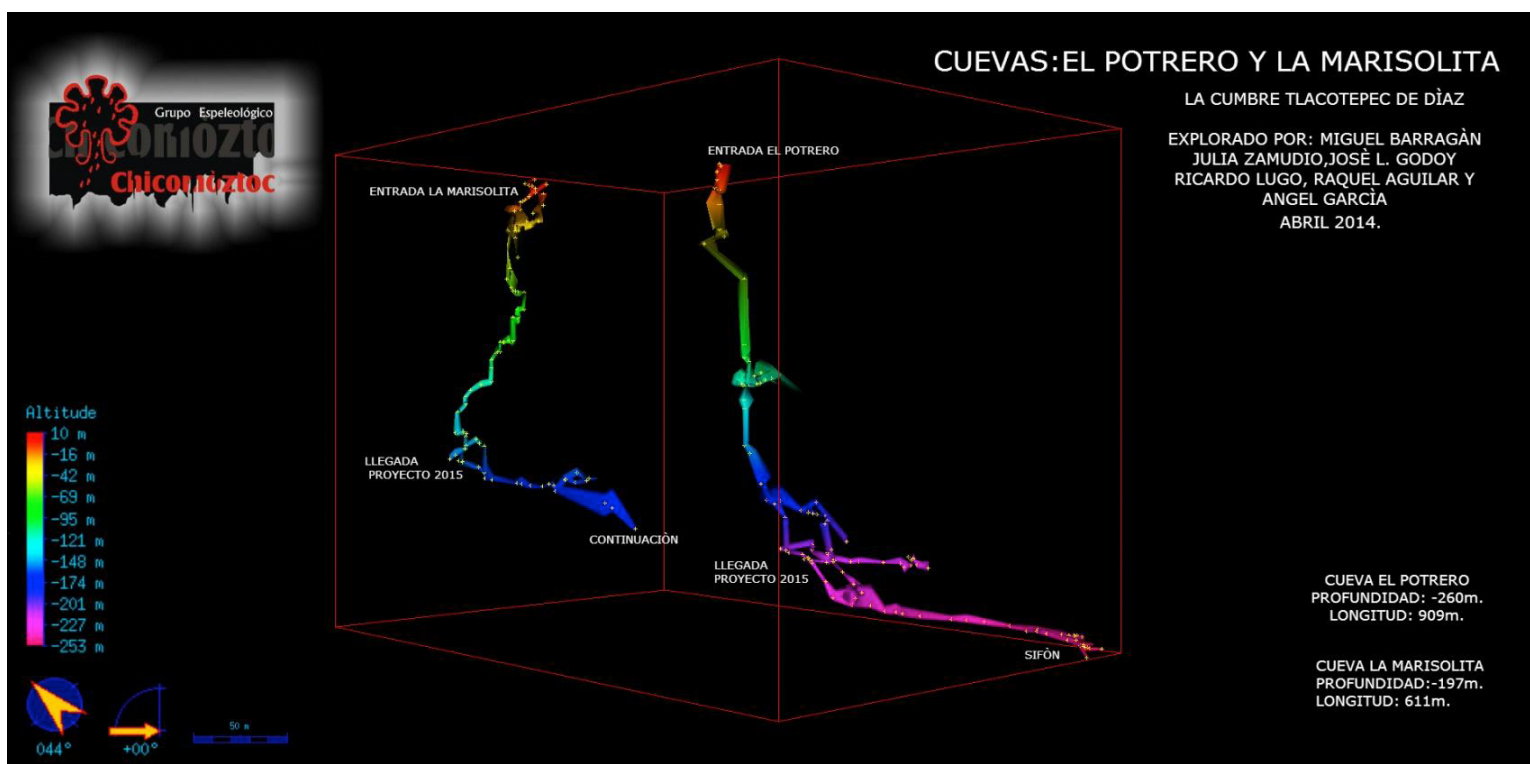 Grupo Espeleológico
Chicomòztoc
CUEVAS:EL POTRERO Y LA MARISOLITA
LA CUMBRE TLACOTEPEC DE DÌAZ
EXPLORADO POR: MIGUEL BARRAGÀN
JULIA ZAMUDIO,JOSÈ L. GODOY
RICARDO LUGO, RAQUEL AGUILAR Y
ANGEL GARCÌA
ABRIL 2014.
ENTRADA EL POTRERO
ENTRADA LA MARISOLITA
LLEGADA
PROYECTO 2015
CONTINUACIÒN
LLEGADA
PROYECTO 2015
SIFÒN
Altitude
10 m
-16 m
-42 m
-69 m
-95 m
-121 m
-148 m
-174 m
-201 m
-227 m
-253 m
044°
+00°
50 m
CUEVA EL POTRERO
PROFUNDIDAD: -260m.
LONGITUD: 909m.
CUEVA LA MARISOLITA
PROFUNDIDAD:-197m.
LONGITUD: 611m.